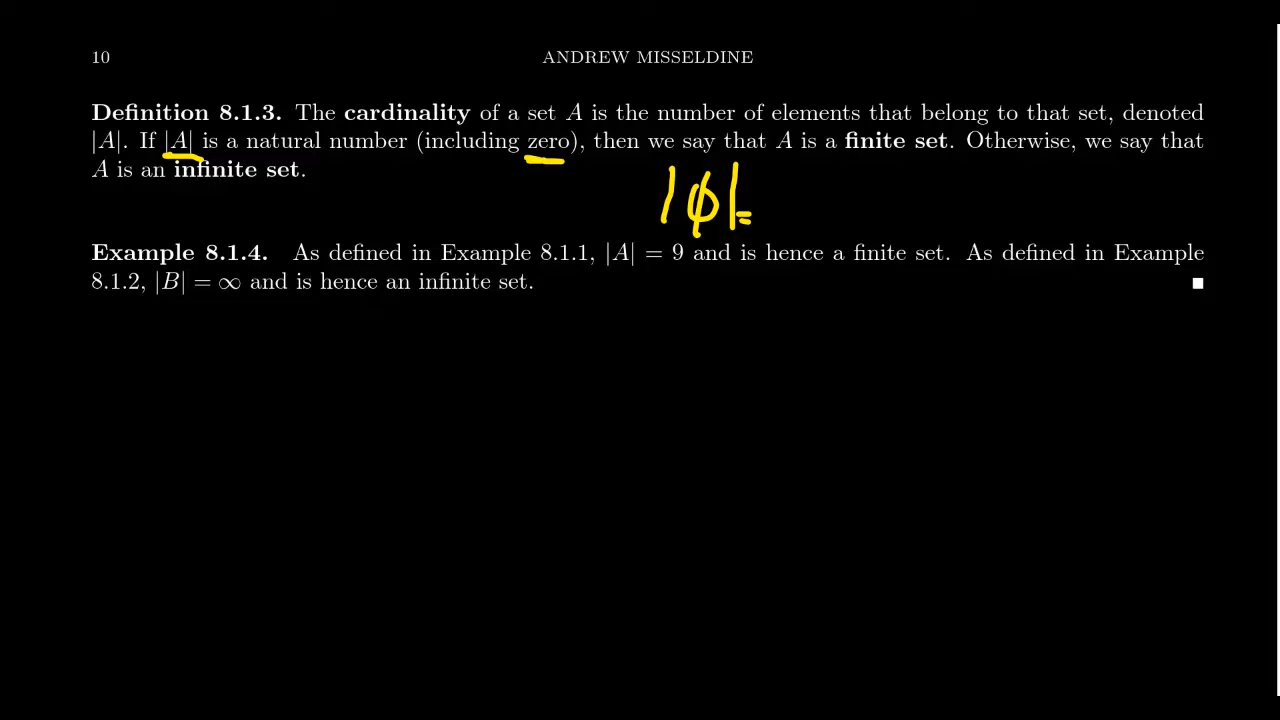 10
ANDREW MISSELDINE
Definition 8.1.3. The cardinality of a set A is the number of elements that belong to that set, denoted
|A|. If |A| is a natural number (including zero), then we say that A is a finite set. Otherwise, we say that
A is an infinite set.
|ϕ|=
Example 8.1.4. As defined in Example 8.1.1, |A| = 9 and is hence a finite set. As defined in Example
8.1.2, |B| = ∞ and is hence an infinite set.